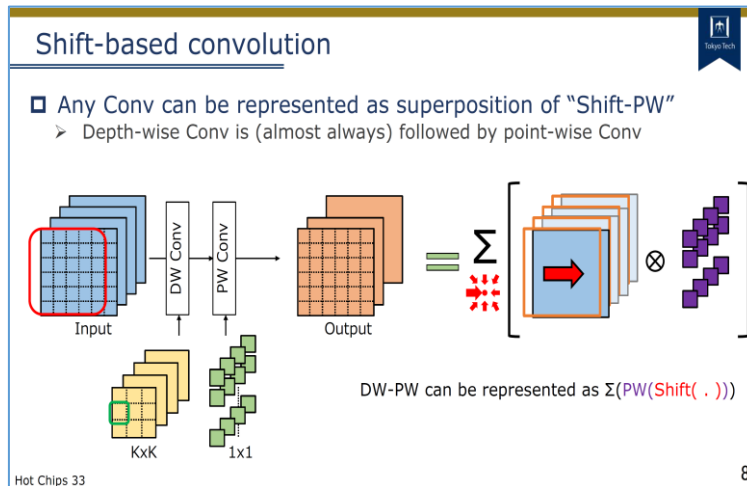 Shift-based convolution
Tokyo Tech
Any Conv can be represented as superposition of “Shift-PW”
➢ Depth-wise Conv is (almost always) followed by point-wise Conv
DW Conv
PW Conv
Σ
⊗
Input
Output
KxK
1x1
DW-PW can be represented as Σ(PW(Shift( . )))
Hot Chips 33
8